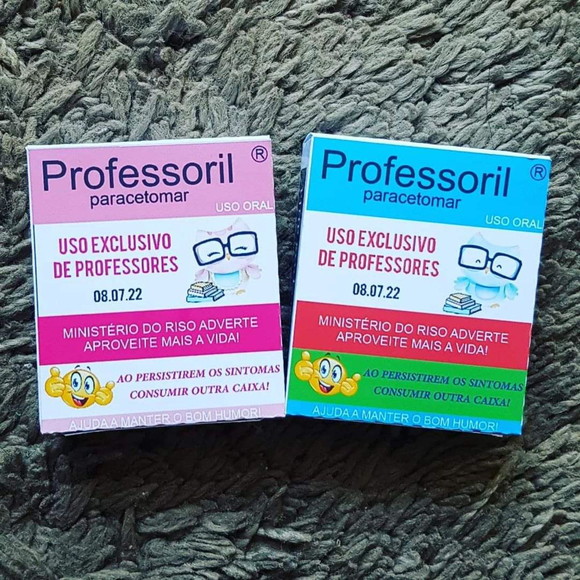 Professoril ®
paracetomar
USO ORAL
USO EXCLUSIVO
DE PROFESSORES
08.07.22
MINISTÉRIO DO RISO ADVERTE
APROVEITE MAIS A VIDA!
AO PERSISTIREM OS SINTOMAS
CONSUMIR OUTRA CAIXA!
AJUDA A MANTER O BOM HUMOR!
Professoril ®
paracetomar
USO ORAL
USO EXCLUSIVO
DE PROFESSORES
08.07.22
MINISTÉRIO DO RISO ADVERTE
APROVEITE MAIS A VIDA!
AO PERSISTIREM OS SINTOMAS
CONSUMIR OUTRA CAIXA!
AJUDA A MANTER O BOM HUMOR!